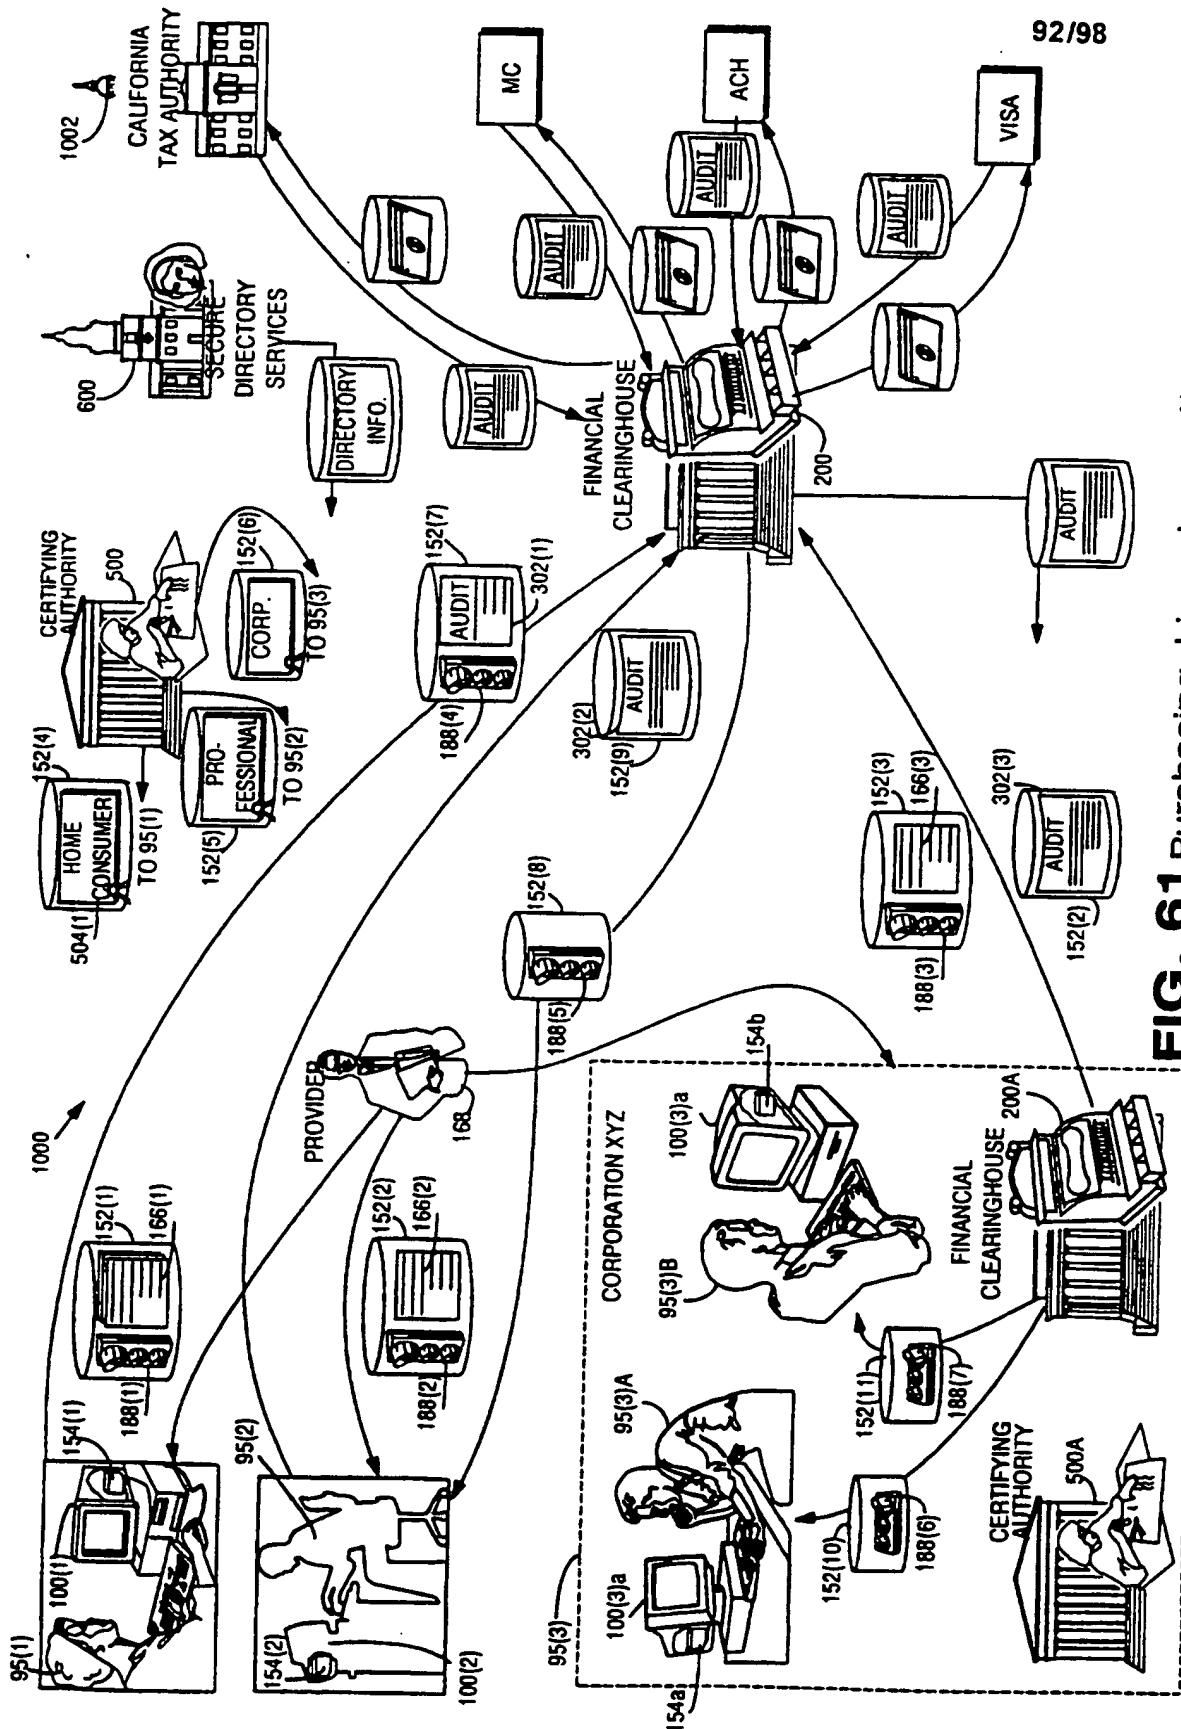 92/98
95(1)
100(1)
154(1)
188(1)
152(1)
166(1)
1000
504(1)
HOME
CONSUMER
TO 95(1)
152(4)
CERTIFYING
AUTHORITY
500
PRO-
FESSIONAL
152(5)
TO 95(2)
152(6)
CORP.
TO 95(3)
600
SECURE
DIRECTORY
SERVICES
DIRECTORY
INFO.
1002
CALIFORNIA
TAX AUTHORITY
154(2)
100(2)
95(2)
188(2)
152(2)
166(2)
PROVIDER
168
188(4)
AUDIT
152(7)
302(1)
152(8)
188(5)
302(2)
152(9)
AUDIT
AUDIT
FINANCIAL
CLEARINGHOUSE
200
AUDIT
MC
AUDIT
ACH
AUDIT
VISA
95(3)
CORPORATION XYZ
100(3)a
154a
95(3)A
95(3)B
100(3)a
154b
152(10)
188(6)
152(11)
188(7)
CERTIFYING
AUTHORITY
500A
FINANCIAL
CLEARINGHOUSE
200A
188(3)
152(3)
166(3)
152(2)
AUDIT
302(3)
AUDIT
FIG. 61 Purchasing